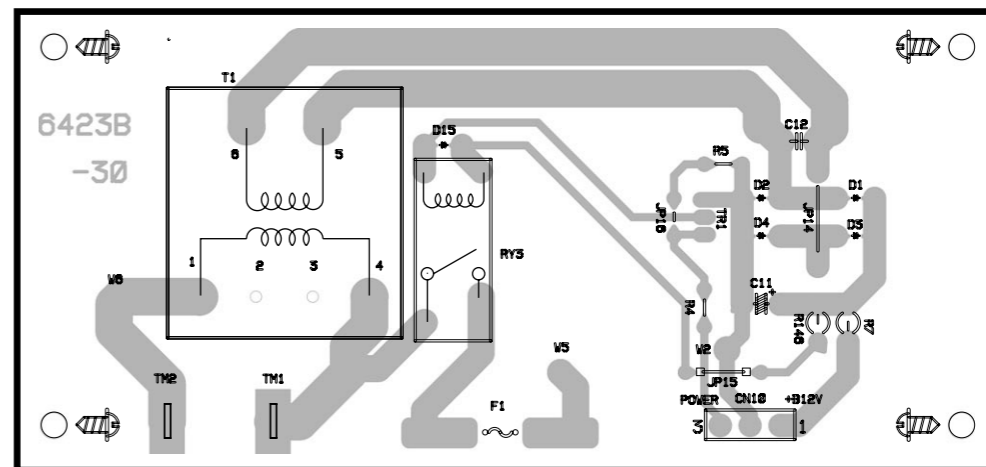 T1
6423B
-30
6
5
D15
C12
R5
D2
D1
JP16
TR1
JP14
D4
D3
1
2
3
4
RY3
W6
C11
+
R4
R146
R7
W5
W2
TM2
TM1
JP15
F1
POWER
CN10
+B12V
3
1